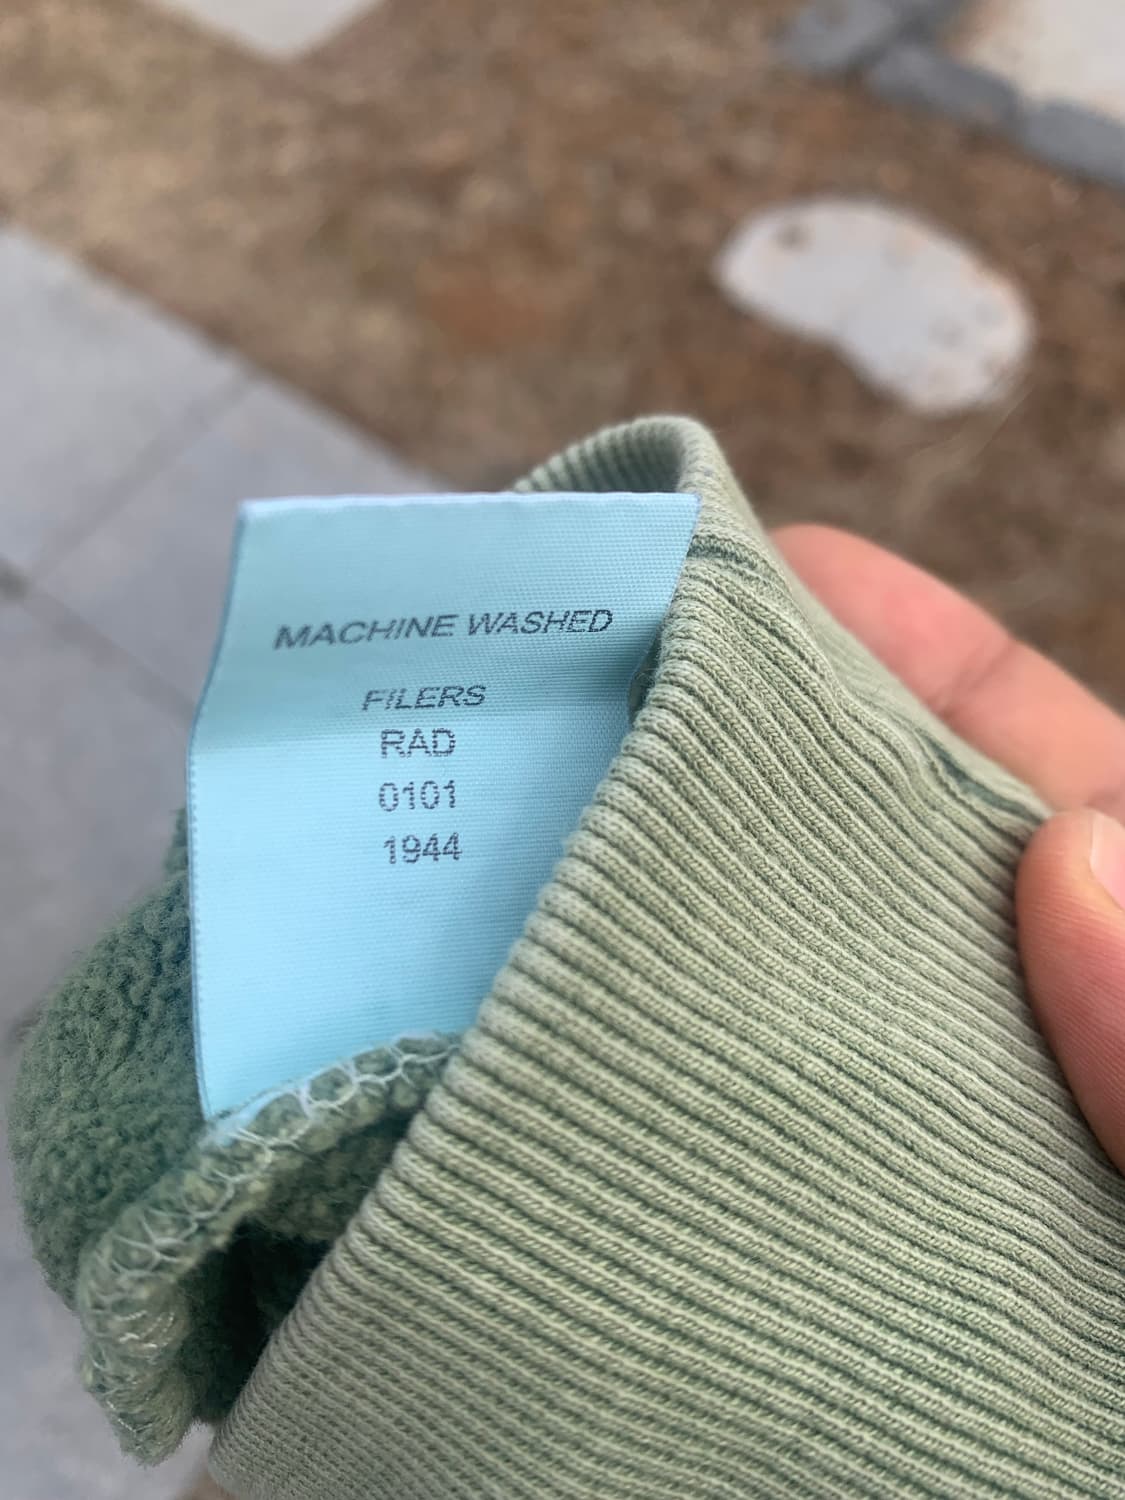 MACHINE WASHED
FILERS
RAD
0101
1944